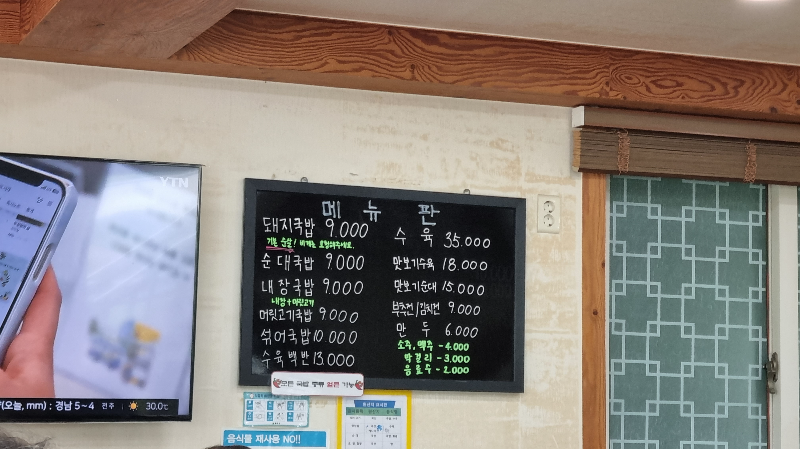 YTN
(오늘, mm) : 경남 5~4 전주 30.0℃
메뉴판
돼지국밥 9.000
기본 순살!
순대국밥 9.000
내장국밥 9.000
내장+머릿고기
머릿고기국밥 9.000
섞어국밥 10.000
수육백반 13.000
수육 35.000
맛보기수육 18.000
맛보기순대 15.000
부추전/김치전 9.000
만두 6.000
소주, 맥주 - 4.000
막걸리 - 3.000
음료수 - 2.000
음식물 재사용 NO!!